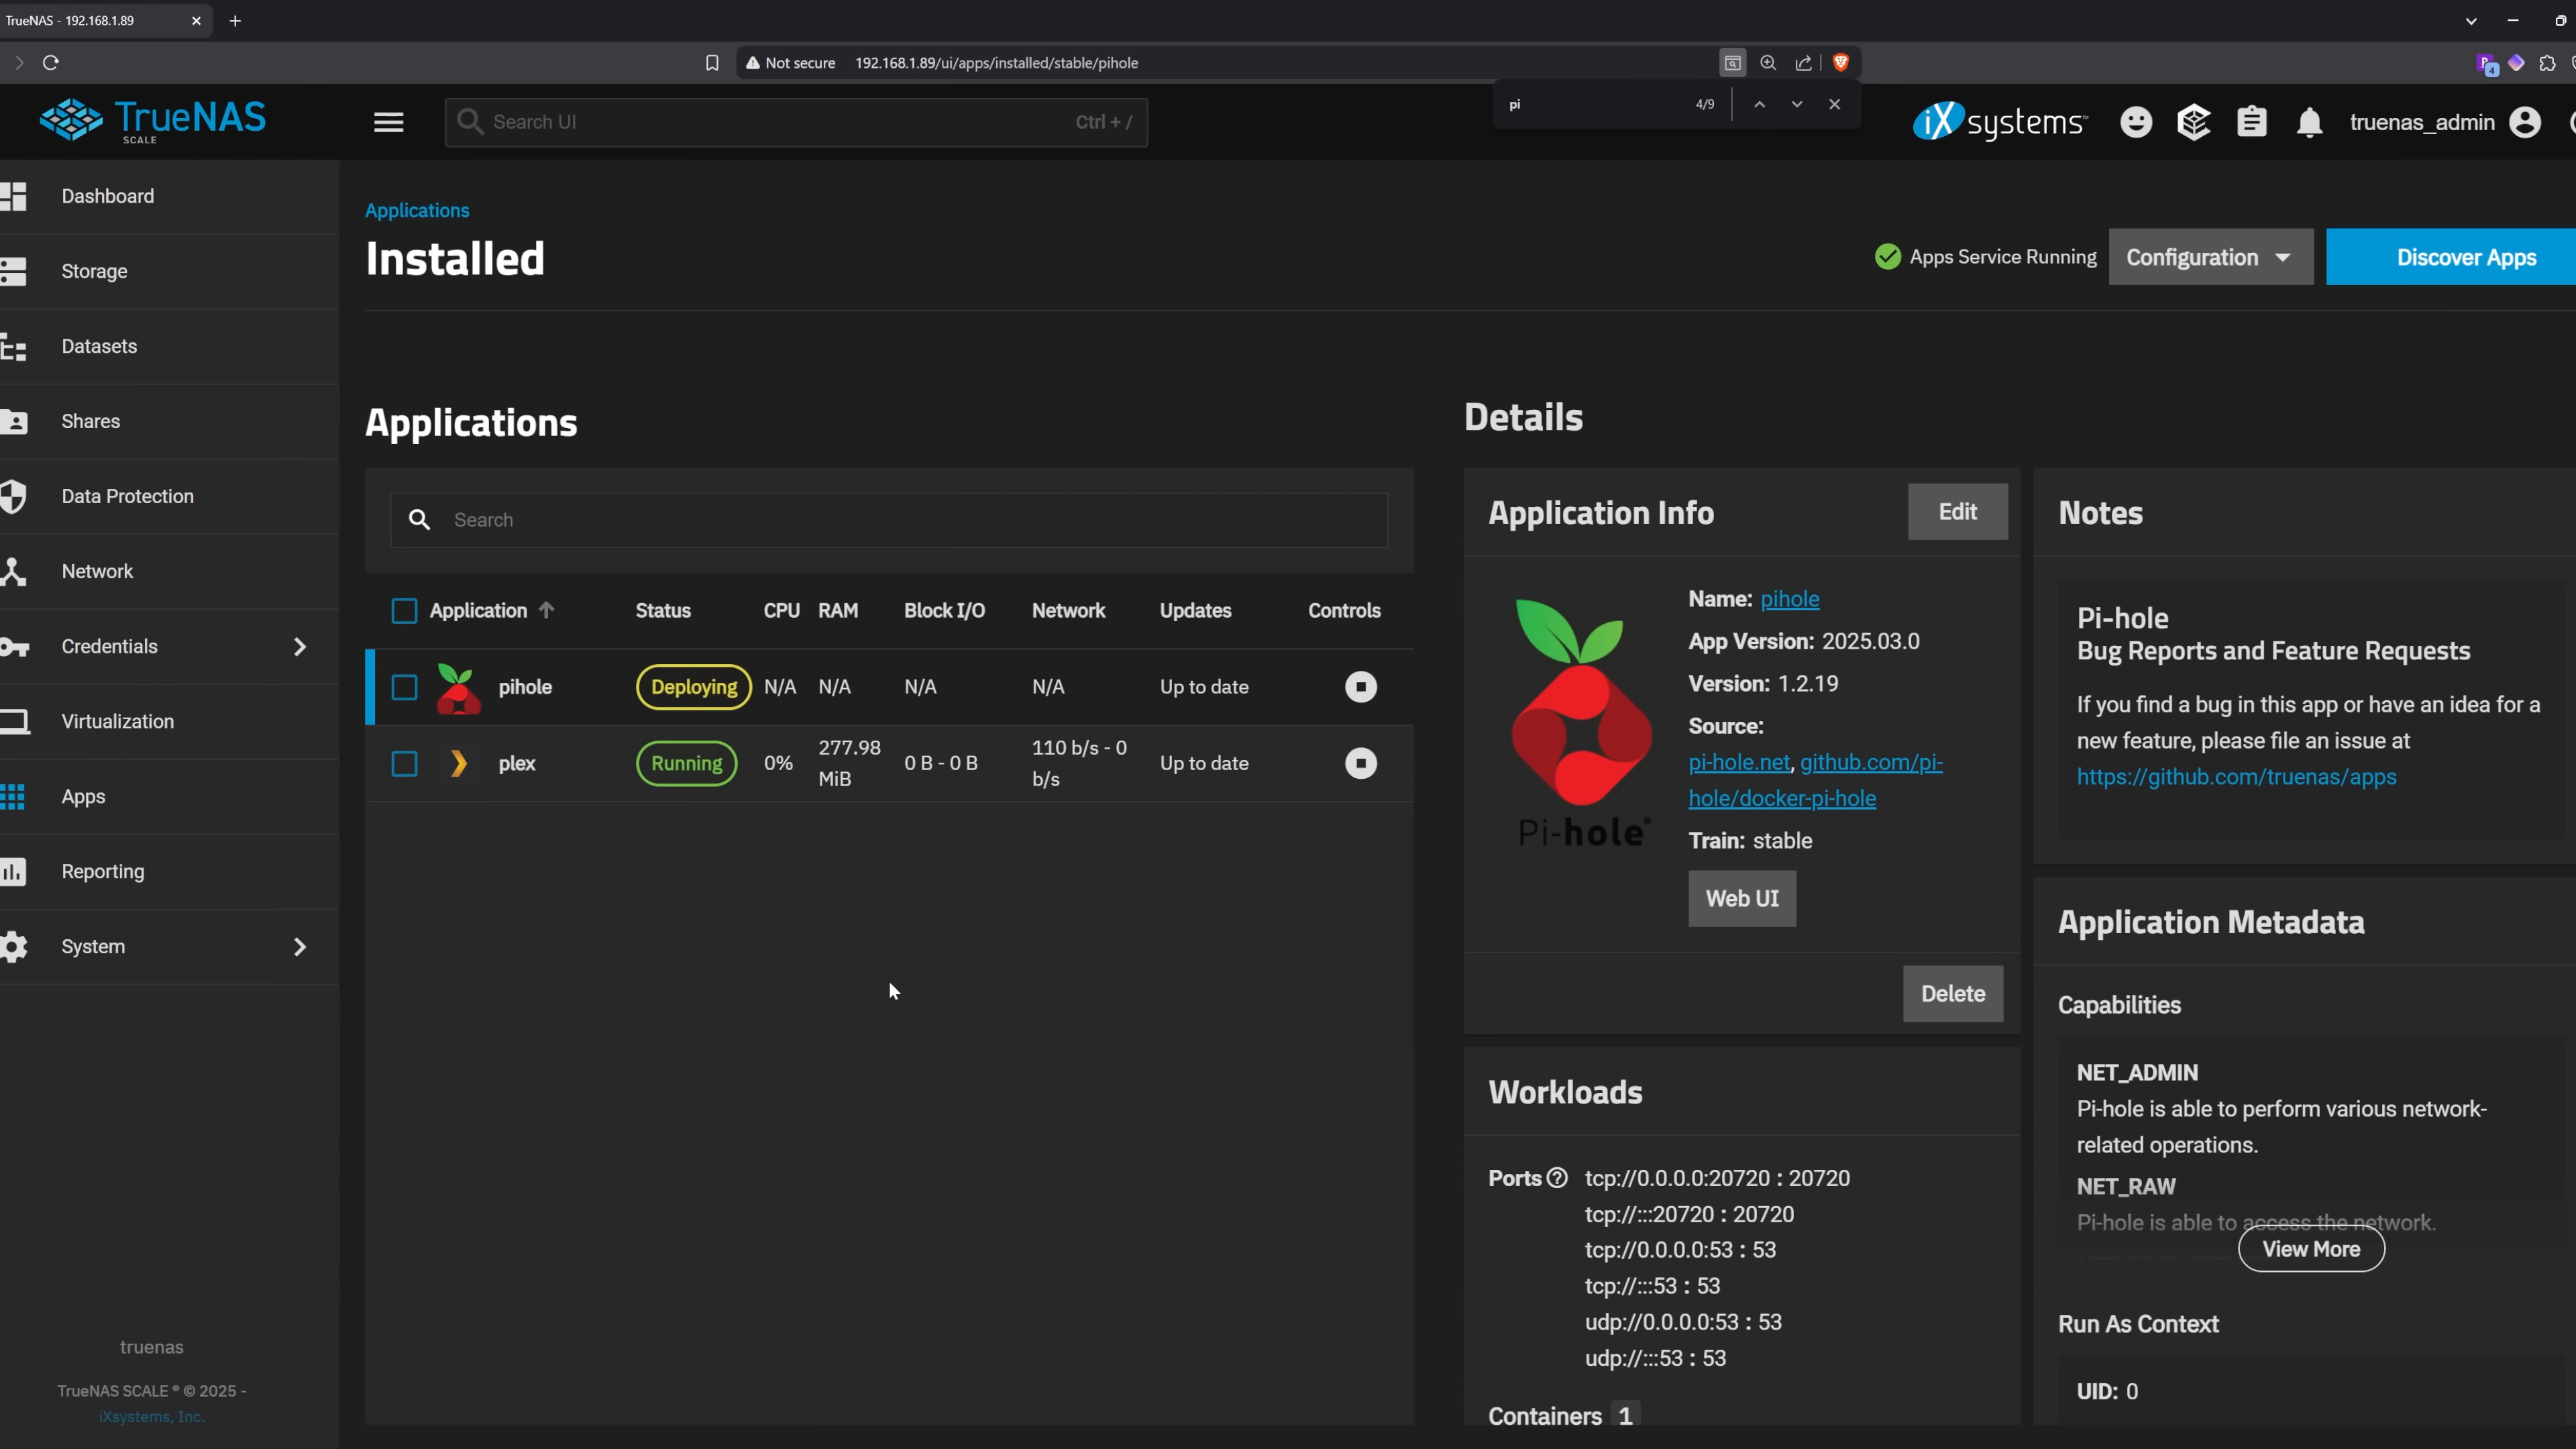 TrueNAS - 192.168.1.89
Not secure 192.168.1.89/ui/apps/installed/stable/pihole
pi 4/9
TrueNAS
SCALE
Search UI Ctrl + /
iX systems™
truenas_admin
Dashboard
Storage
Datasets
Shares
Data Protection
Network
Credentials
Virtualization
Apps
Reporting
System
truenas
TrueNAS SCALE ® © 2025 -
iXsystems, Inc.
Applications
Installed
Apps Service Running
Configuration
Discover Apps
Applications
Search
Application Status CPU RAM Block I/O Network Updates Controls
pihole Deploying N/A N/A N/A N/A Up to date
plex Running 0% 277.98 MiB 0 B - 0 B 110 b/s - 0 b/s Up to date
Details
Application Info
Edit
Pi-hole®
Name: pihole
App Version: 2025.03.0
Version: 1.2.19
Source:
pi-hole.net, github.com/pi-
hole/docker-pi-hole
Train: stable
Web UI
Delete
Workloads
Ports tcp://0.0.0.0:20720 : 20720
tcp://:::20720 : 20720
tcp://0.0.0.0:53 : 53
tcp://:::53 : 53
udp://0.0.0.0:53 : 53
udp://:::53 : 53
Containers 1
Notes
Pi-hole
Bug Reports and Feature Requests
If you find a bug in this app or have an idea for a
new feature, please file an issue at
https://github.com/truenas/apps
Application Metadata
Capabilities
NET_ADMIN
Pi-hole is able to perform various network-
related operations.
NET_RAW
Pi-hole is able to access the network.
View More
Run As Context
UID: 0